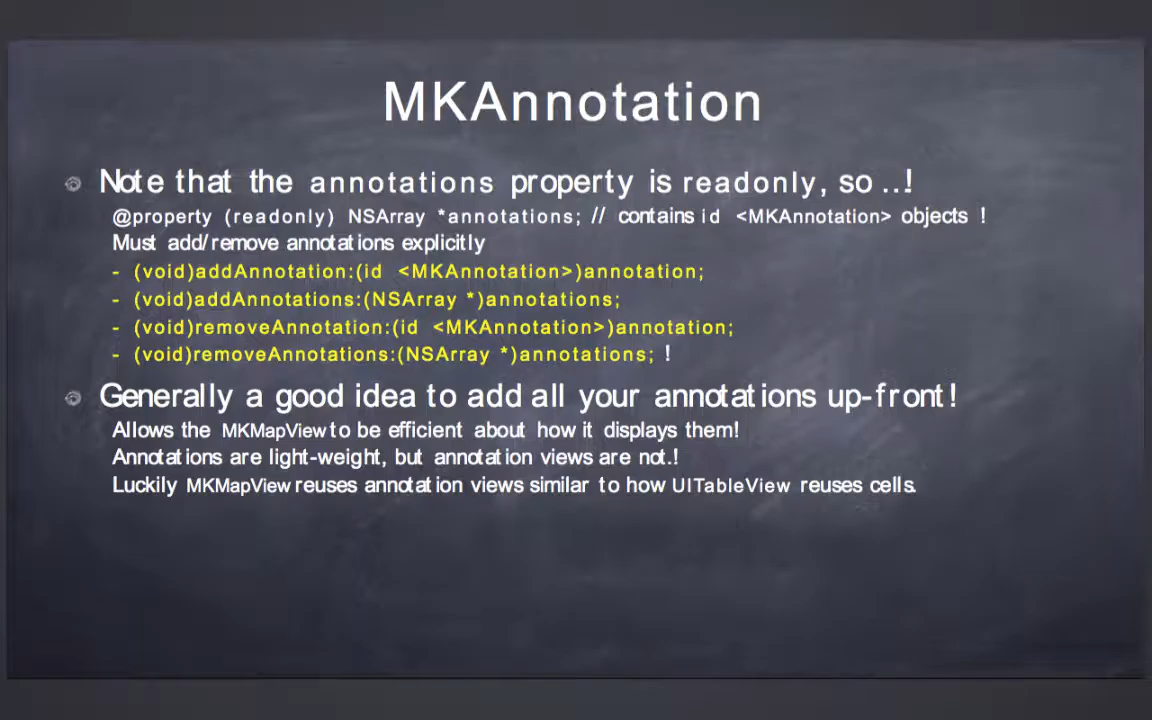 MKAnnotation
Note that the annotations property is readonly, so ..!
@property (readonly) NSArray *annotations; // contains id <MKAnnotation> objects !
Must add/remove annotations explicitly
- (void)addAnnotation:(id <MKAnnotation>)annotation;
- (void)addAnnotations:(NSArray *)annotations;
- (void)removeAnnotation:(id <MKAnnotation>)annotation;
- (void)removeAnnotations:(NSArray *)annotations; !
Generally a good idea to add all your annotations up-front!
Allows the MKMapView to be efficient about how it displays them!
Annotations are light-weight, but annotation views are not.!
Luckily MKMapView reuses annotation views similar to how UITableView reuses cells.